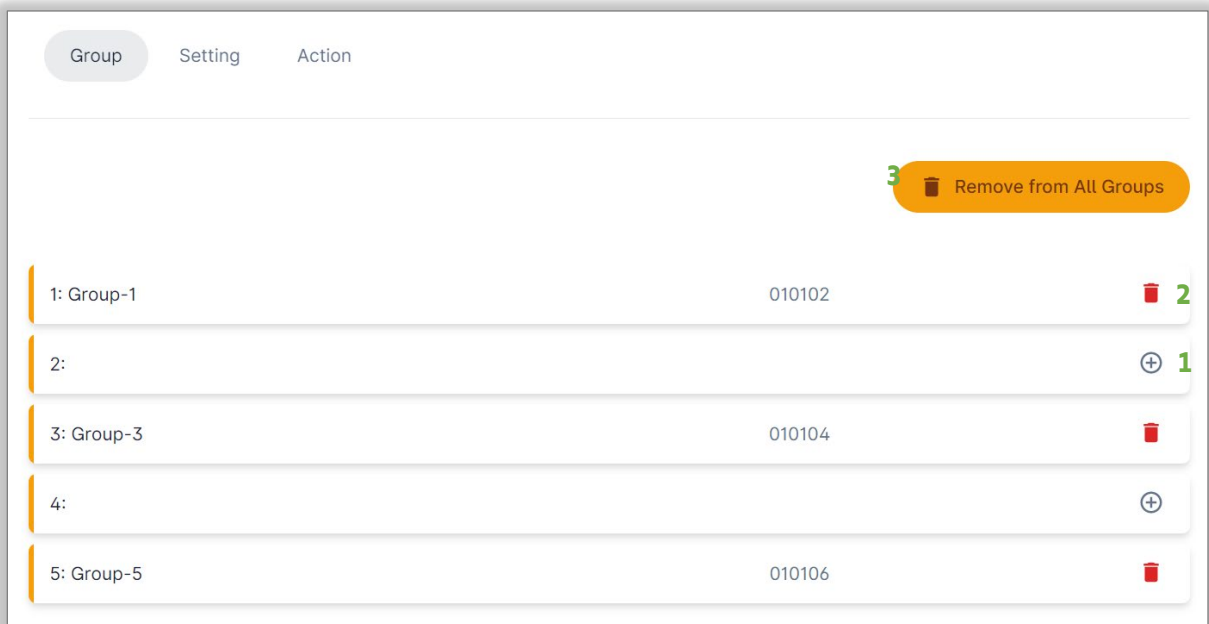 Group Setting Action
3 Remove from All Groups
1: Group-1 010102 2
2: 1
3: Group-3 010104
4:
5: Group-5 010106